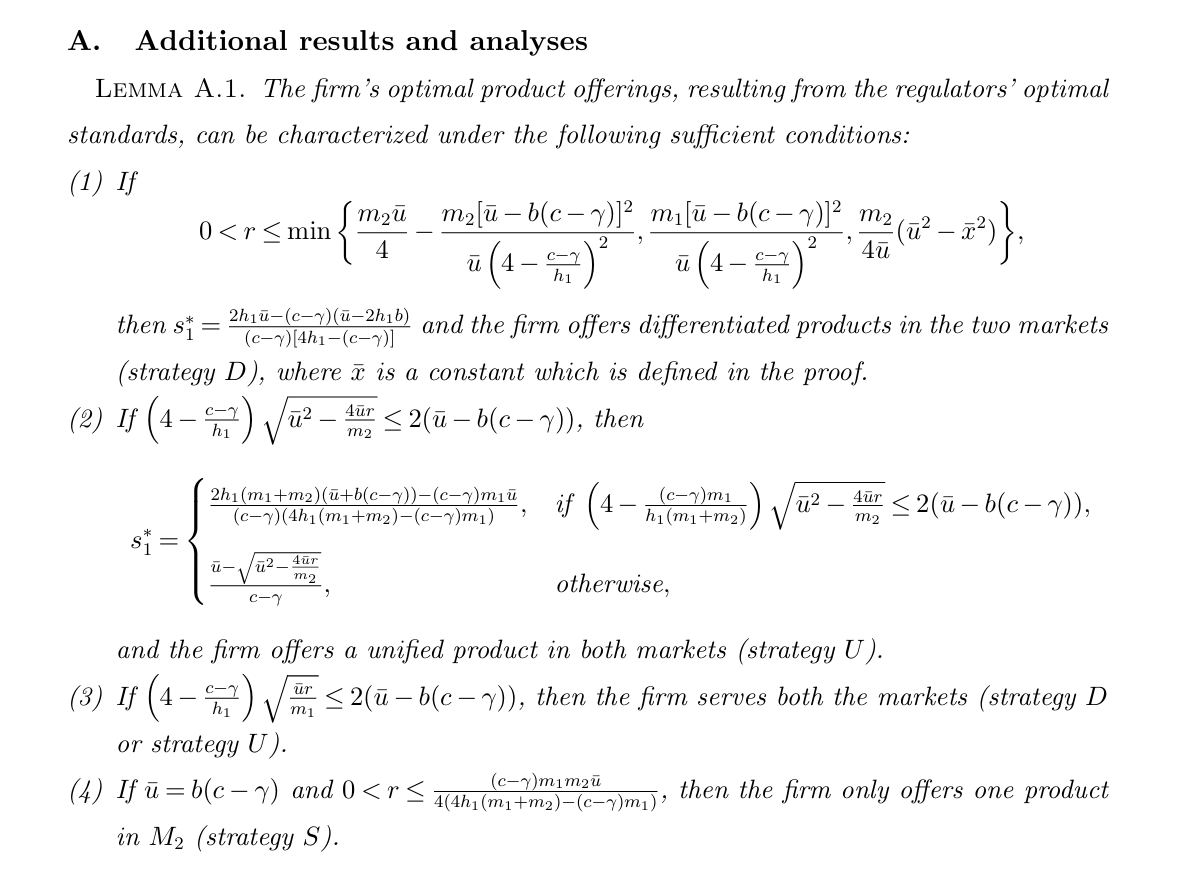 A. Additional results and analyses
LEMMA A.1. The firm's optimal product offerings, resulting from the regulators' optimal
standards, can be characterized under the following sufficient conditions:
(1) If
$0 < r \leq \min \left\{ \frac{m_2 \bar{u}}{4} - \frac{m_2[\bar{u} - b(c-\gamma)]^2}{\bar{u}\left(4 - \frac{c-\gamma}{h_1}\right)^2}, \frac{m_1[\bar{u} - b(c-\gamma)]^2}{\bar{u}\left(4 - \frac{c-\gamma}{h_1}\right)^2}, \frac{m_2}{4\bar{u}}(\bar{u}^2 - \bar{x}^2) \right\},$
then $s_1^* = \frac{2h_1\bar{u} - (c-\gamma)(\bar{u} - 2h_1 b)}{(c-\gamma)[4h_1 - (c-\gamma)]}$ and the firm offers differentiated products in the two markets
(strategy D), where $\bar{x}$ is a constant which is defined in the proof.
(2) If $\left(4 - \frac{c-\gamma}{h_1}\right)\sqrt{\bar{u}^2 - \frac{4\bar{u}r}{m_2}} \leq 2(\bar{u} - b(c-\gamma))$, then
$s_1^* = \begin{cases} \frac{2h_1(m_1+m_2)(\bar{u}+b(c-\gamma)) - (c-\gamma)m_1\bar{u}}{(c-\gamma)(4h_1(m_1+m_2) - (c-\gamma)m_1)}, & \text{if } \left(4 - \frac{(c-\gamma)m_1}{h_1(m_1+m_2)}\right)\sqrt{\bar{u}^2 - \frac{4\bar{u}r}{m_2}} \leq 2(\bar{u} - b(c-\gamma)), \\ \frac{\bar{u} - \sqrt{\bar{u}^2 - \frac{4\bar{u}r}{m_2}}}{c-\gamma}, & \text{otherwise,} \end{cases}$
and the firm offers a unified product in both markets (strategy U).
(3) If $\left(4 - \frac{c-\gamma}{h_1}\right)\sqrt{\frac{\bar{u}r}{m_1}} \leq 2(\bar{u} - b(c-\gamma))$, then the firm serves both the markets (strategy D
or strategy U).
(4) If $\bar{u} = b(c-\gamma)$ and $0 < r \leq \frac{(c-\gamma)m_1 m_2 \bar{u}}{4(4h_1(m_1+m_2) - (c-\gamma)m_1)}$, then the firm only offers one product
in $M_2$ (strategy S).